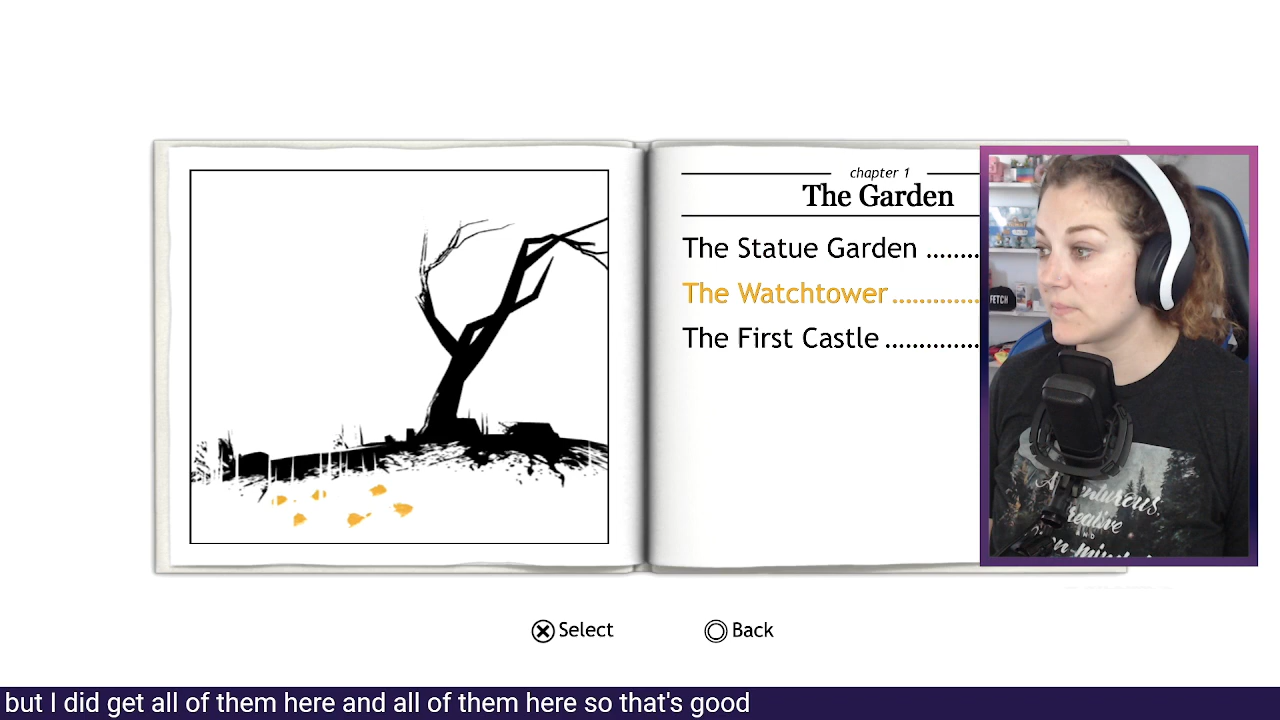 chapter 1
The Garden
The Statue Garden ........
The Watchtower.............
The First Castle ..............
FETCH
Select
Back
but I did get all of them here and all of them here so that's good